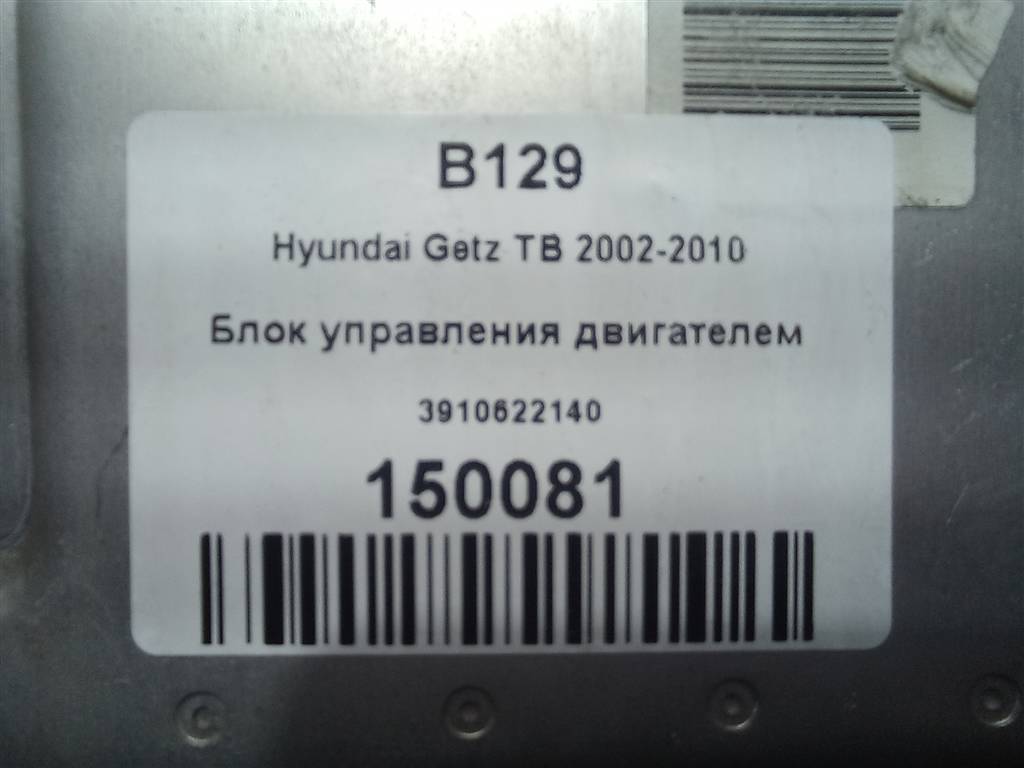 B129
Hyundai Getz TB 2002-2010
Блок управления двигателем
3910622140
150081